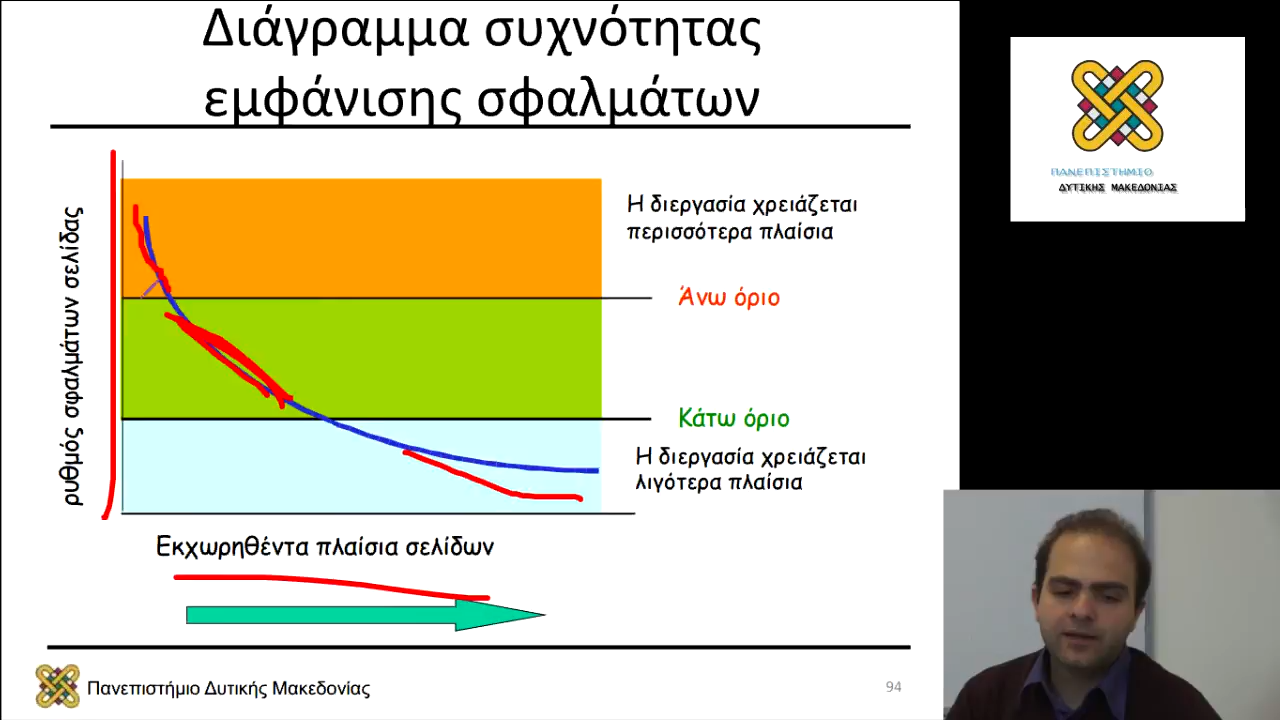 Διάγραμμα συχνότητας
εμφάνισης σφαλμάτων
ρυθμός σφαλμάτων σελίδας
Η διεργασία χρειάζεται
περισσότερα πλαίσια
Άνω όριο
Κάτω όριο
Η διεργασία χρειάζεται
λιγότερα πλαίσια
Εκχωρηθέντα πλαίσια σελίδων
Πανεπιστήμιο Δυτικής Μακεδονίας
94
ΠΑΝΕΠΙΣΤΗΜΙΟ
ΔΥΤΙΚΗΣ ΜΑΚΕΔΟΝΙΑΣ